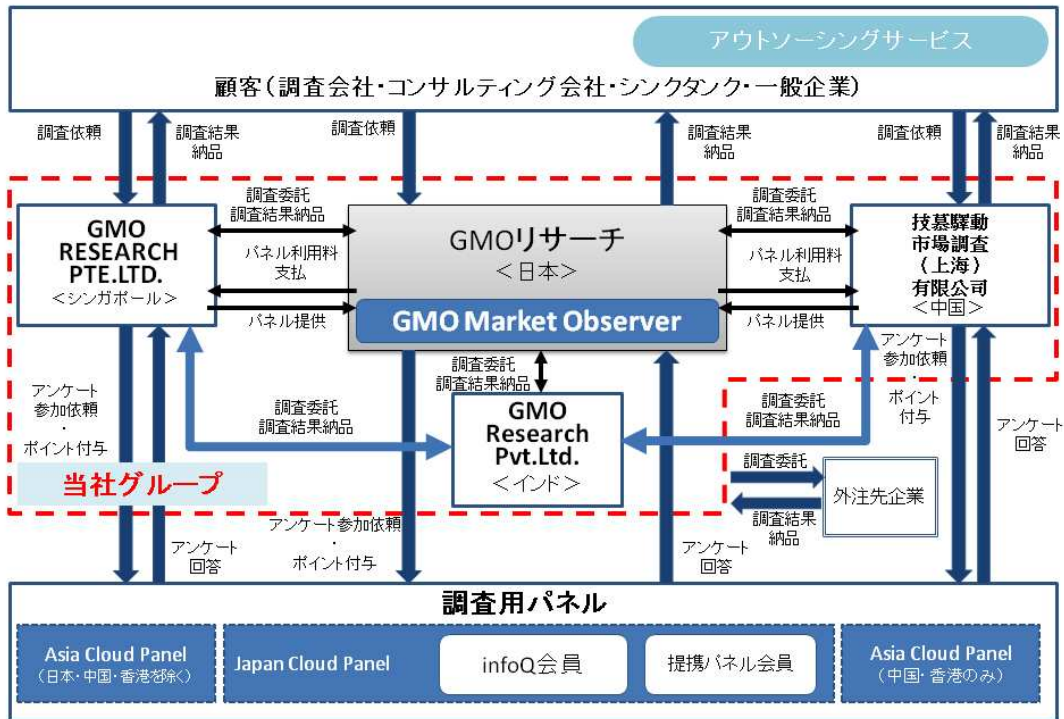 アウトソーシングサービス
顧客（調査会社・コンサルティング会社・シンクタンク・一般企業）
調査依頼
調査結果
納品
調査依頼
調査結果
納品
調査依頼
調査結果
納品
GMO
RESEARCH
PTE.LTD.
＜シンガポール＞
調査委託
調査結果納品
パネル利用料
支払
パネル提供
GMOリサーチ
＜日本＞
GMO Market Observer
調査委託
調査結果納品
パネル利用料
支払
パネル提供
技慕驛動
市場調査
（上海）
有限公司
＜中国＞
アンケート
参加依頼
・
ポイント付与
調査委託
調査結果納品
調査委託
調査結果納品
GMO
Research
Pvt.Ltd.
＜インド＞
調査委託
調査結果納品
アンケート
参加依頼
・
ポイント
付与
アンケート
回答
当社グループ
調査委託
調査結果
納品
外注先企業
アンケート
回答
アンケート参加依頼
・
ポイント付与
アンケート
回答
調査用パネル
Asia Cloud Panel
（日本・中国・香港を除く）
Japan Cloud Panel
infoQ会員
提携パネル会員
Asia Cloud Panel
（中国・香港のみ）